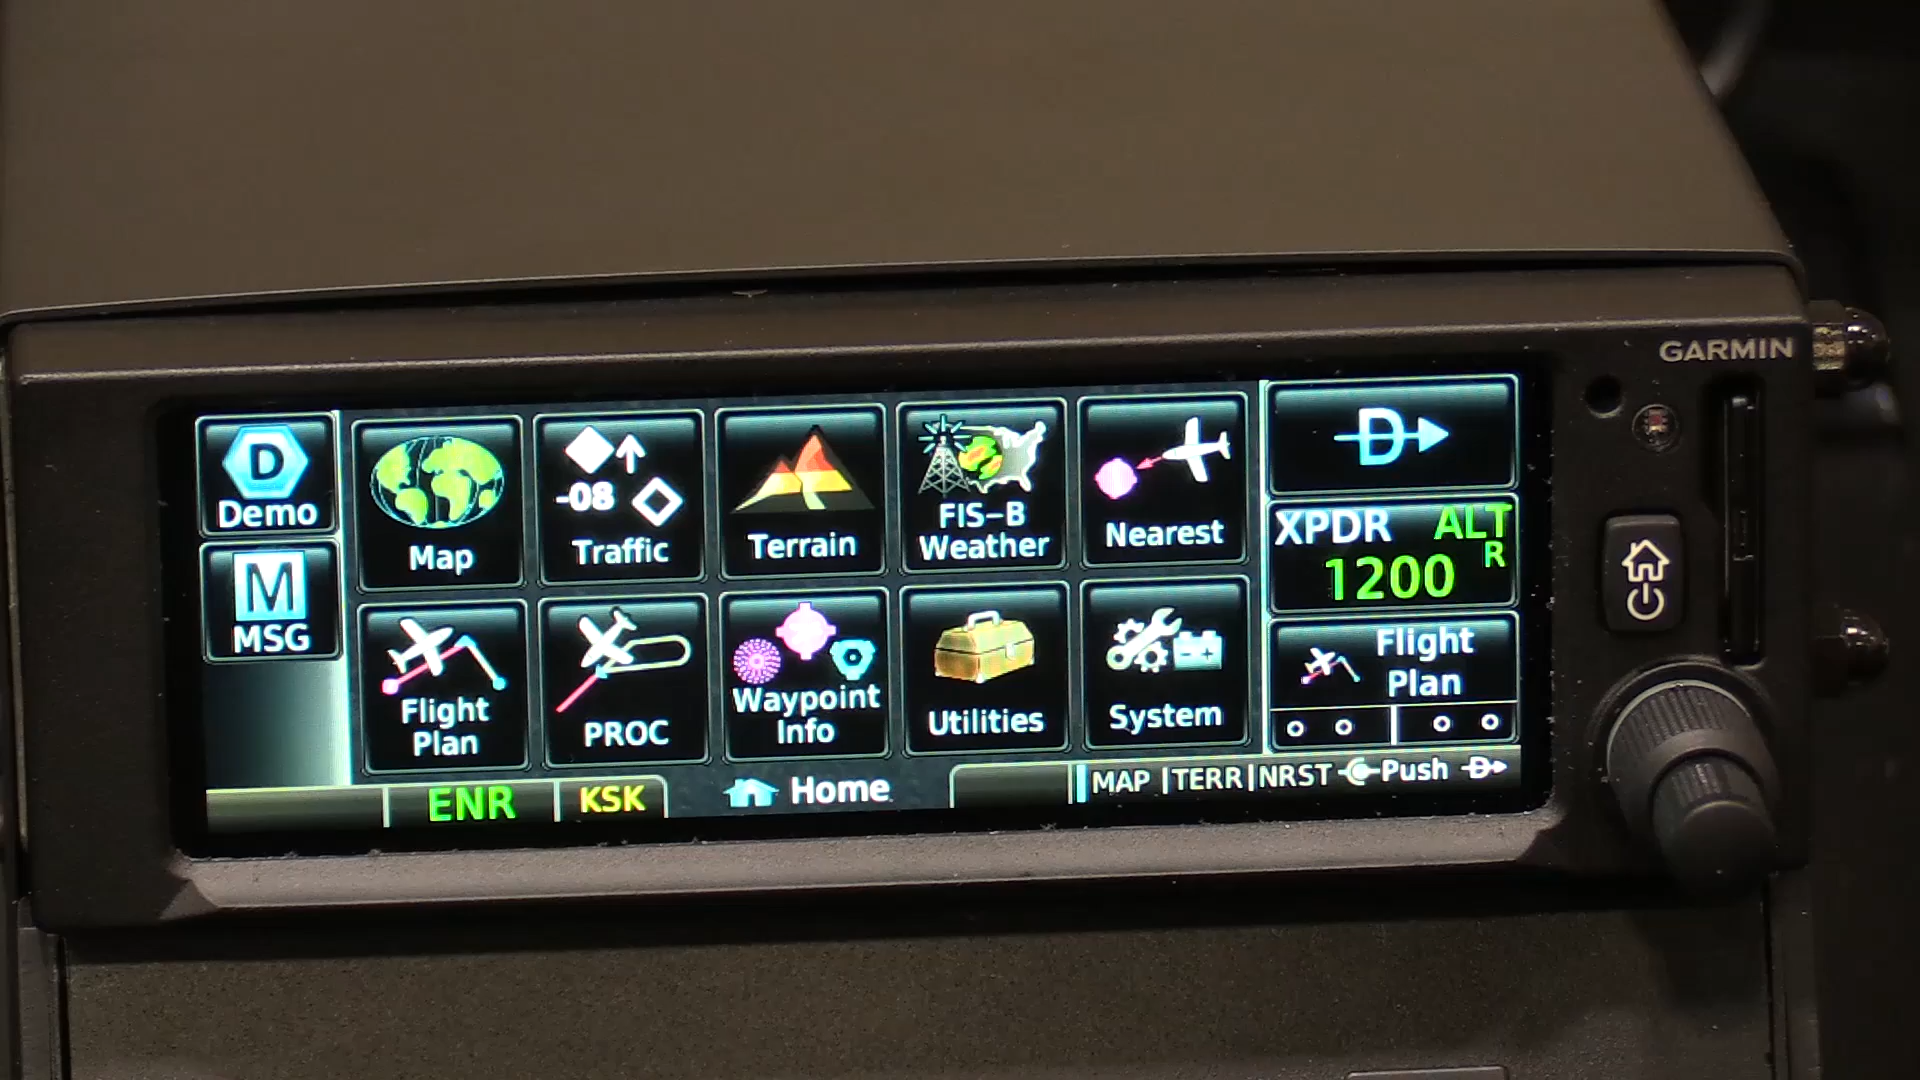 GARMIN
D
Demo
Map
-08
Traffic
Terrain
FIS-B
Weather
Nearest
D
XPDR ALT
R
1200
M
MSG
Flight
Plan
PROC
Waypoint
Info
Utilities
System
Flight
Plan
ENR
KSK
Home
MAP |TERR|NRST Push D